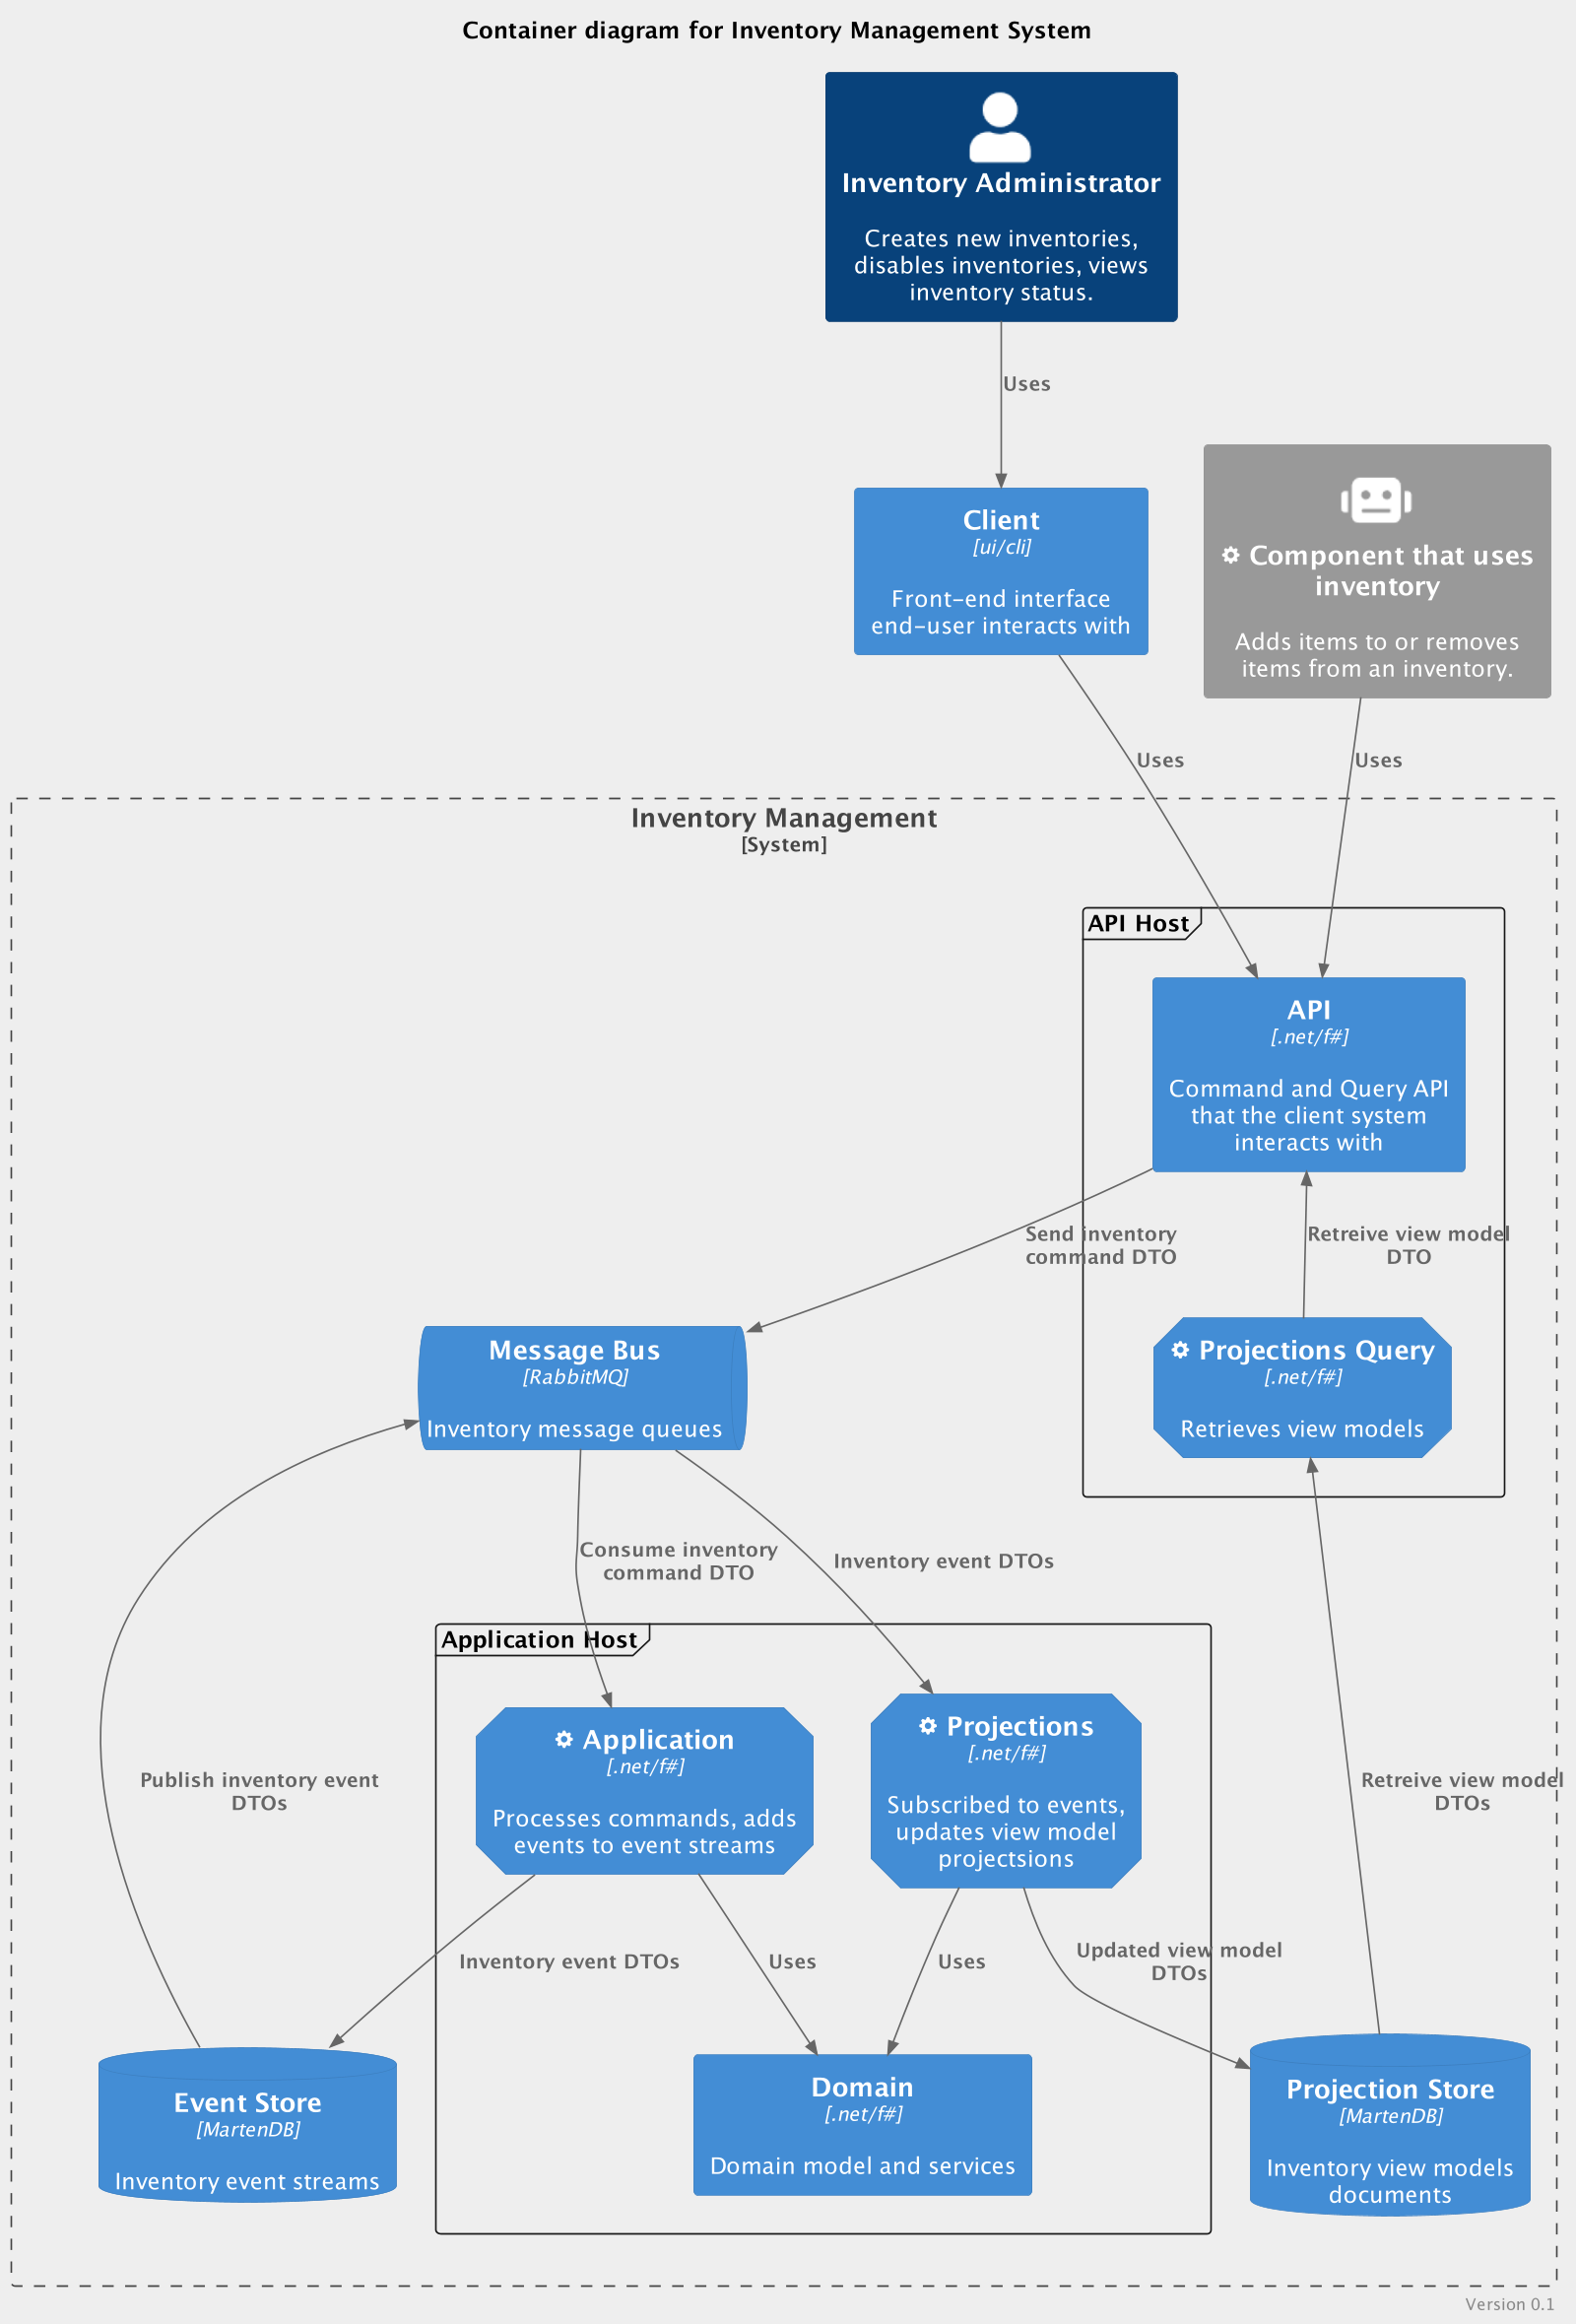 Container diagram for Inventory Management System
Inventory Administrator
Creates new inventories,
disables inventories, views
inventory status.
Uses
Client
[ui/cli]
Front-end interface
end-user interacts with
Component that uses
inventory
Adds items to or removes
items from an inventory.
Uses
Uses
Inventory Management
[System]
API Host
API
[.net/f#]
Command and Query API
that the client system
interacts with
Send inventory
command DTO
Retreive view model
DTO
Message Bus
[RabbitMQ]
Inventory message queues
Projections Query
[.net/f#]
Retrieves view models
Consume inventory
command DTO
Inventory event DTOs
Application Host
Application
[.net/f#]
Processes commands, adds
events to event streams
Projections
[.net/f#]
Subscribed to events,
updates view model
projectsions
Publish inventory event
DTOs
Retreive view model
DTOs
Inventory event DTOs
Uses
Uses
Updated view model
DTOs
Event Store
[MartenDB]
Inventory event streams
Domain
[.net/f#]
Domain model and services
Projection Store
[MartenDB]
Inventory view models
documents
Version 0.1